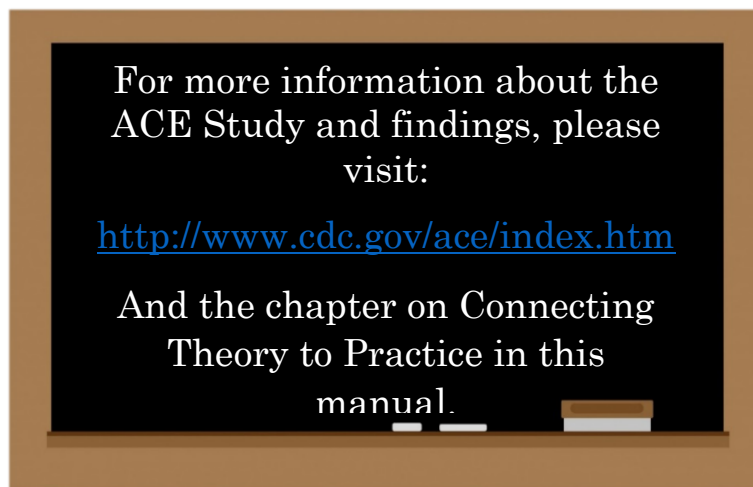 For more information about the
ACE Study and findings, please
visit:
http://www.cdc.gov/ace/index.htm
And the chapter on Connecting
Theory to Practice in this
manual.